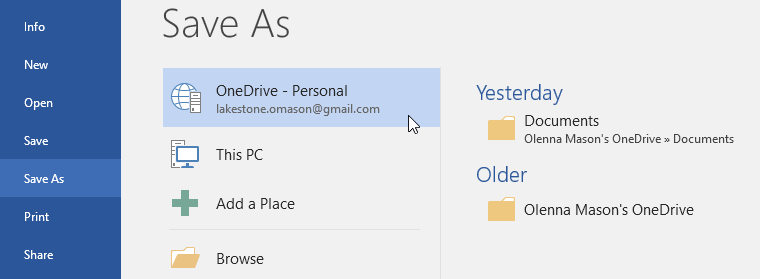 Info
New
Open
Save
Save As
Print
Share
Save As
OneDrive - Personal
lakestone.omason@gmail.com
This PC
Add a Place
Browse
Yesterday
Documents
Olenna Mason's OneDrive » Documents
Older
Olenna Mason's OneDrive